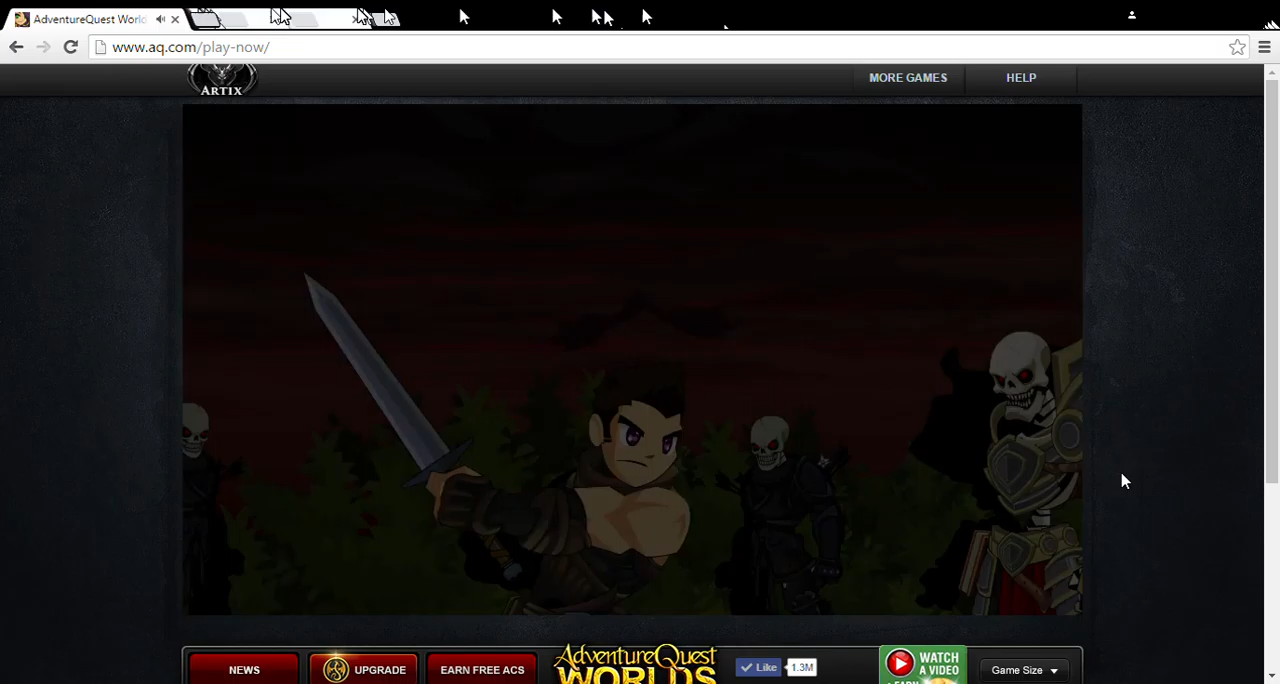 AdventureQuest World
www.aq.com/play-now/
ARTIX
MORE GAMES
HELP
NEWS
UPGRADE
EARN FREE ACS
AdventureQuest
WORLDS
Like
1.3M
WATCH
A VIDEO
Game Size